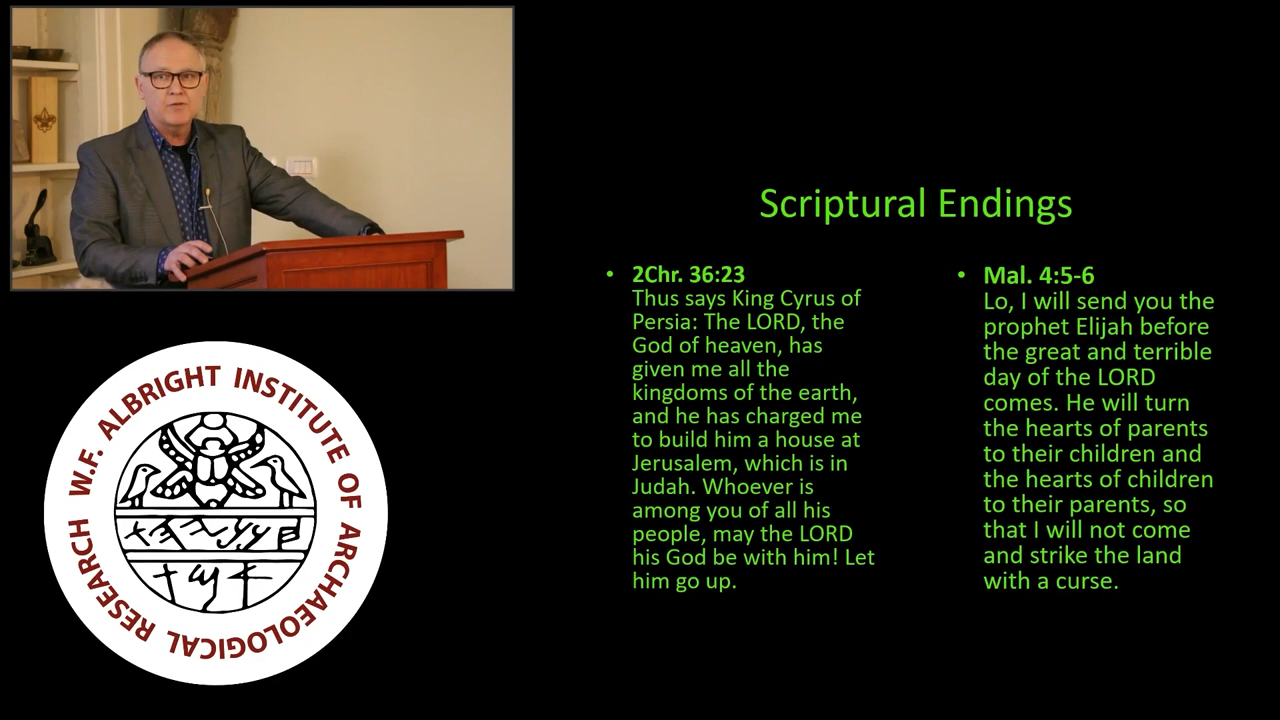 Scriptural Endings
• 2Chr. 36:23
Thus says King Cyrus of
Persia: The LORD, the
God of heaven, has
given me all the
kingdoms of the earth,
and he has charged me
to build him a house at
Jerusalem, which is in
Judah. Whoever is
among you of all his
people, may the LORD
his God be with him! Let
him go up.
• Mal. 4:5-6
Lo, I will send you the
prophet Elijah before
the great and terrible
day of the LORD
comes. He will turn
the hearts of parents
to their children and
the hearts of children
to their parents, so
that I will not come
and strike the land
with a curse.
W.F. ALBRIGHT INSTITUTE OF ARCHAEOLOGICAL RESEARCH